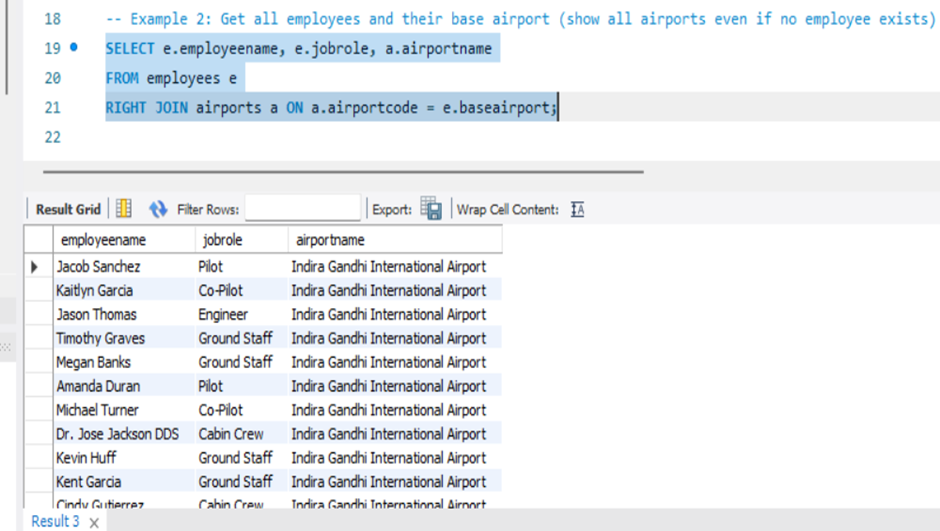 18 -- Example 2: Get all employees and their base airport (show all airports even if no employee exists)
19 SELECT e.employeename, e.jobrole, a.airportname
20 FROM employees e
21 RIGHT JOIN airports a ON a.airportcode = e.baseairport;
22
Result Grid Filter Rows: Export: Wrap Cell Content: IA
employeename jobrole airportname
Jacob Sanchez Pilot Indira Gandhi International Airport
Kaitlyn Garcia Co-Pilot Indira Gandhi International Airport
Jason Thomas Engineer Indira Gandhi International Airport
Timothy Graves Ground Staff Indira Gandhi International Airport
Megan Banks Ground Staff Indira Gandhi International Airport
Amanda Duran Pilot Indira Gandhi International Airport
Michael Turner Co-Pilot Indira Gandhi International Airport
Dr. Jose Jackson DDS Cabin Crew Indira Gandhi International Airport
Kevin Huff Ground Staff Indira Gandhi International Airport
Kent Garcia Ground Staff Indira Gandhi International Airport
Cindy Gutierrez Cabin Crew Indira Gandhi International Airport
Result 3